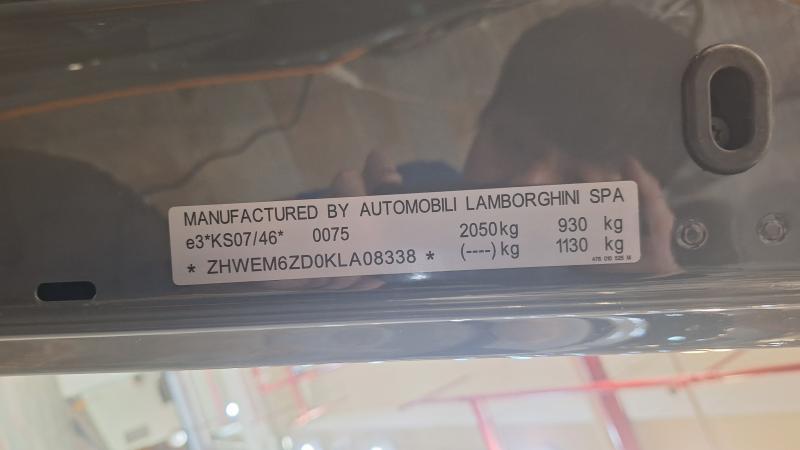 MANUFACTURED BY AUTOMOBILI LAMBORGHINI SPA
e3*KS07/46* 0075 2050kg 930 kg
(----) kg 1130 kg
* ZHWEM6ZD0KLA08338 *